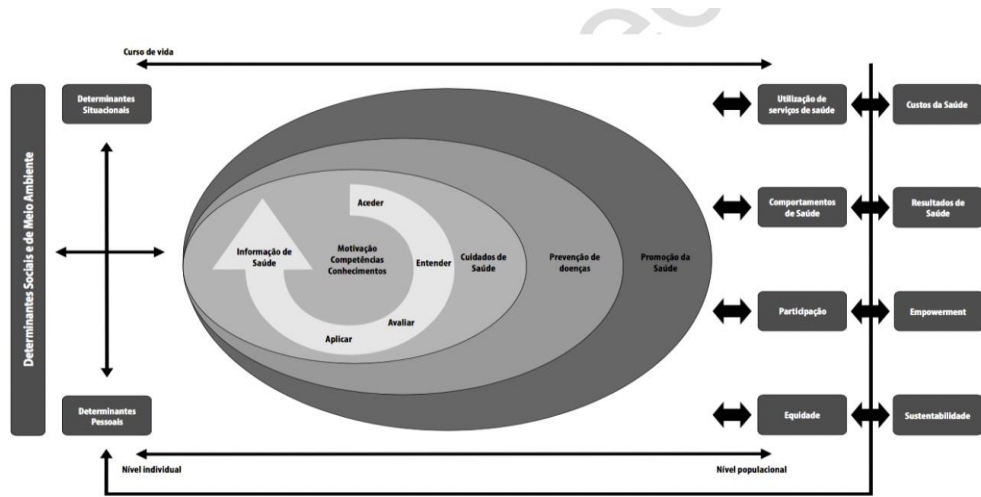 Curso de vida
Determinantes Sociais e de Meio Ambiente
Determinantes
Situacionais
Determinantes
Pessoais
Aceder
Informação de
Saúde
Motivação
Competências
Conhecimentos
Entender
Avaliar
Aplicar
Cuidados de
Saúde
Prevenção de
doenças
Promoção da
Saúde
Utilização de
serviços de saúde
Custos da Saúde
Comportamentos
de Saúde
Resultados de
Saúde
Participação
Empowerment
Equidade
Sustentabilidade
Nível individual
Nível populacional